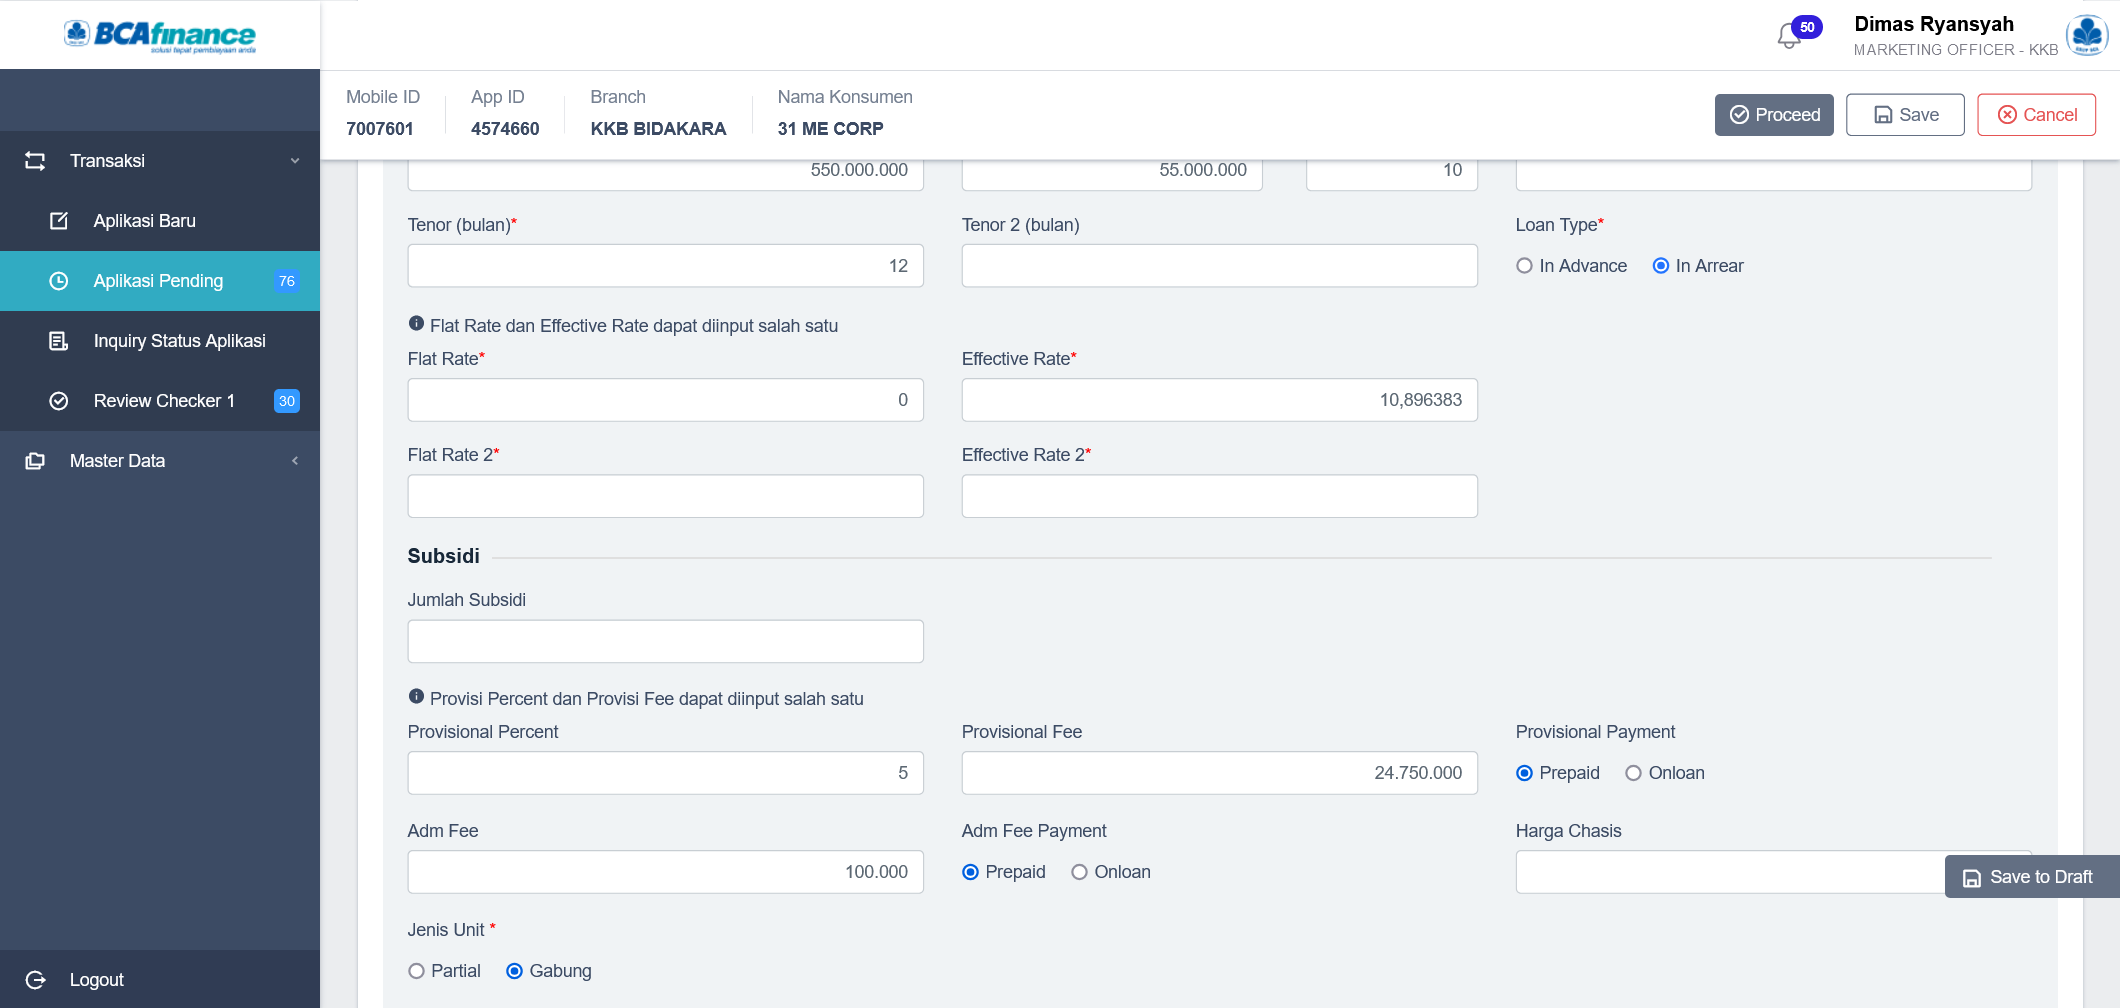 BCAfinance
solusi tepat pembiayaan anda
50
Dimas Ryansyah
MARKETING OFFICER - KKB
Mobile ID
7007601
App ID
4574660
Branch
KKB BIDAKARA
Nama Konsumen
31 ME CORP
Proceed
Save
Cancel
Transaksi
Aplikasi Baru
Aplikasi Pending 76
Inquiry Status Aplikasi
Review Checker 1 30
Master Data
Logout
550.000.000 55.000.000 10
Tenor (bulan)* Tenor 2 (bulan) Loan Type*
12 In Advance In Arrear
Flat Rate dan Effective Rate dapat diinput salah satu
Flat Rate* Effective Rate*
0 10,896383
Flat Rate 2* Effective Rate 2*
Subsidi
Jumlah Subsidi
Provisi Percent dan Provisi Fee dapat diinput salah satu
Provisional Percent Provisional Fee Provisional Payment
5 24.750.000 Prepaid Onloan
Adm Fee Adm Fee Payment Harga Chasis
100.000 Prepaid Onloan
Save to Draft
Jenis Unit *
Partial Gabung